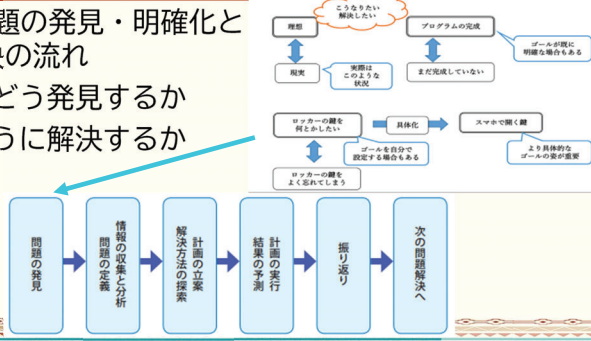 題の発見・明確化と
決の流れ
どう発見するか
うに解決するか
こうなりたい
解決したい
理想
現実
実際は
このような
状況
プログラムの完成
まだ完成していない
ゴールが既に
明確な場合もある
ロッカーの鍵を
何とかしたい
具体化
スマホで開く鍵
ゴールを自分で
設定する場合もある
より具体的な
ゴールの姿が重要
ロッカーの鍵を
よく忘れてしまう
問題の発見
情報の収集と分析
問題の定義
計画の立案
解決方法の探索
計画の実行
結果の予測
振り返り
次の問題解決へ